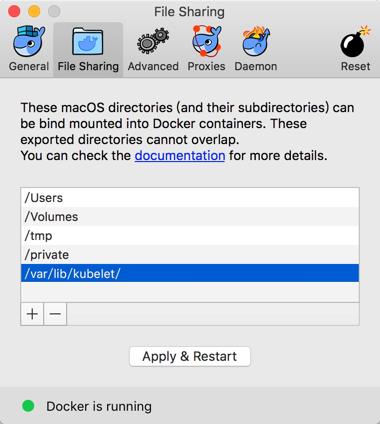 File Sharing
General File Sharing Advanced Proxies Daemon Reset
These macOS directories (and their subdirectories) can
be bind mounted into Docker containers. These
exported directories cannot overlap.
You can check the documentation for more details.
/Users
/Volumes
/tmp
/private
/var/lib/kubelet/
+ −
Apply & Restart
Docker is running